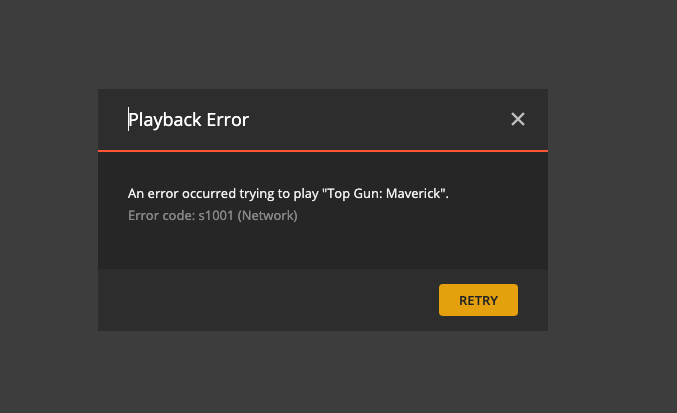 Playback Error
An error occurred trying to play "Top Gun: Maverick".
Error code: s1001 (Network)
RETRY